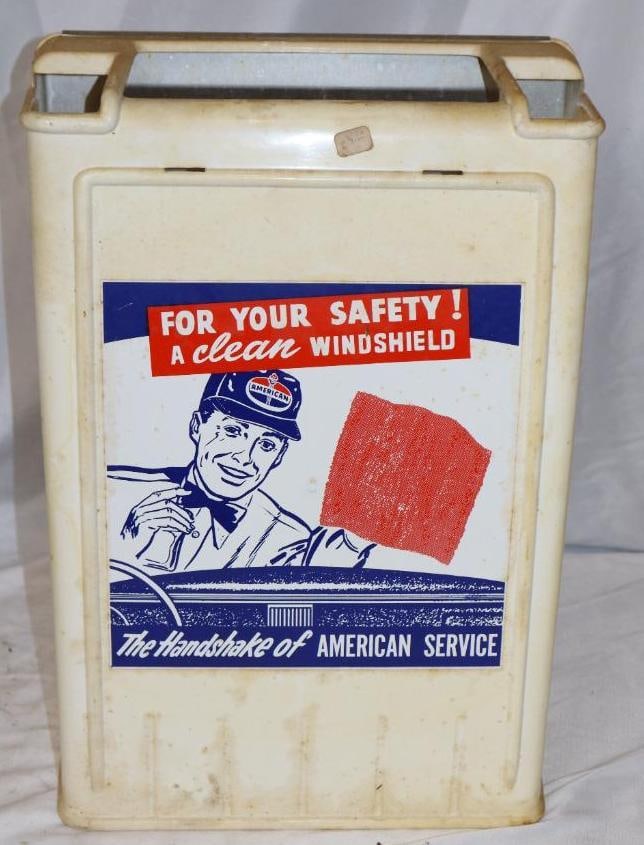 FOR YOUR SAFETY!
A clean WINDSHIELD
AMERICAN
The Handshake of AMERICAN SERVICE